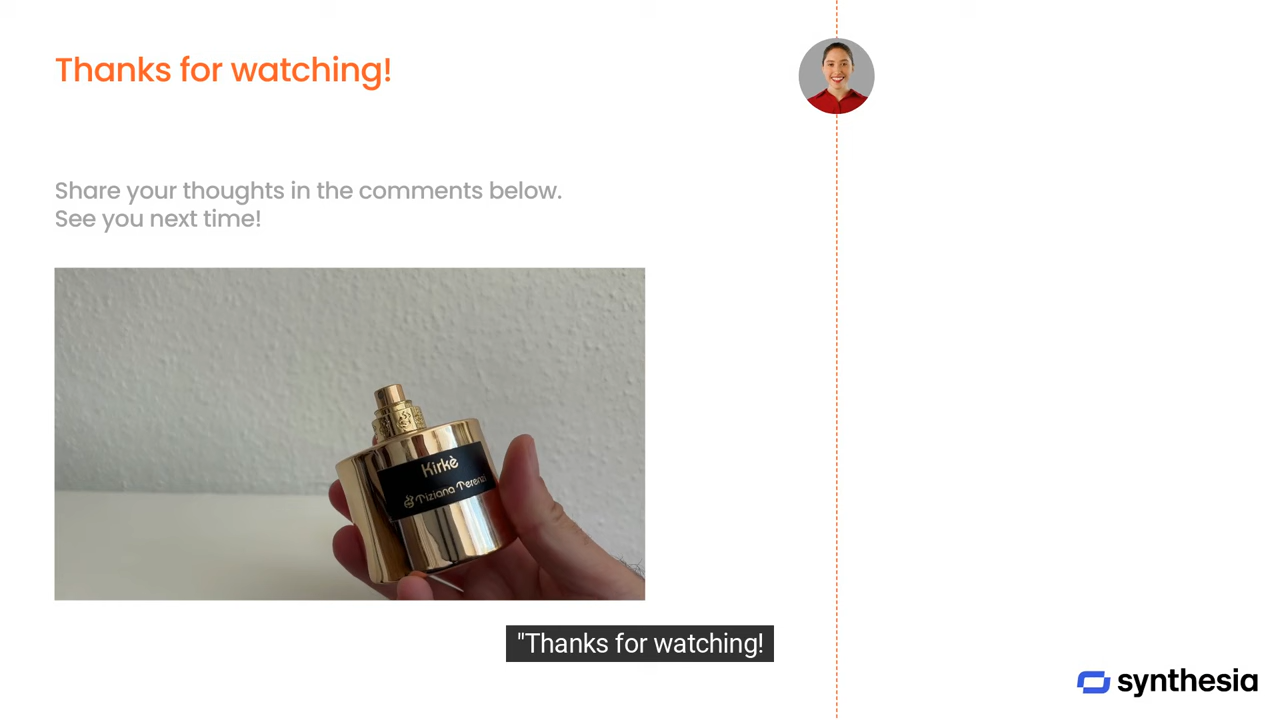 Thanks for watching!
Share your thoughts in the comments below.
See you next time!
Kirkè
Tiziana Terenzi
"Thanks for watching!
synthesia